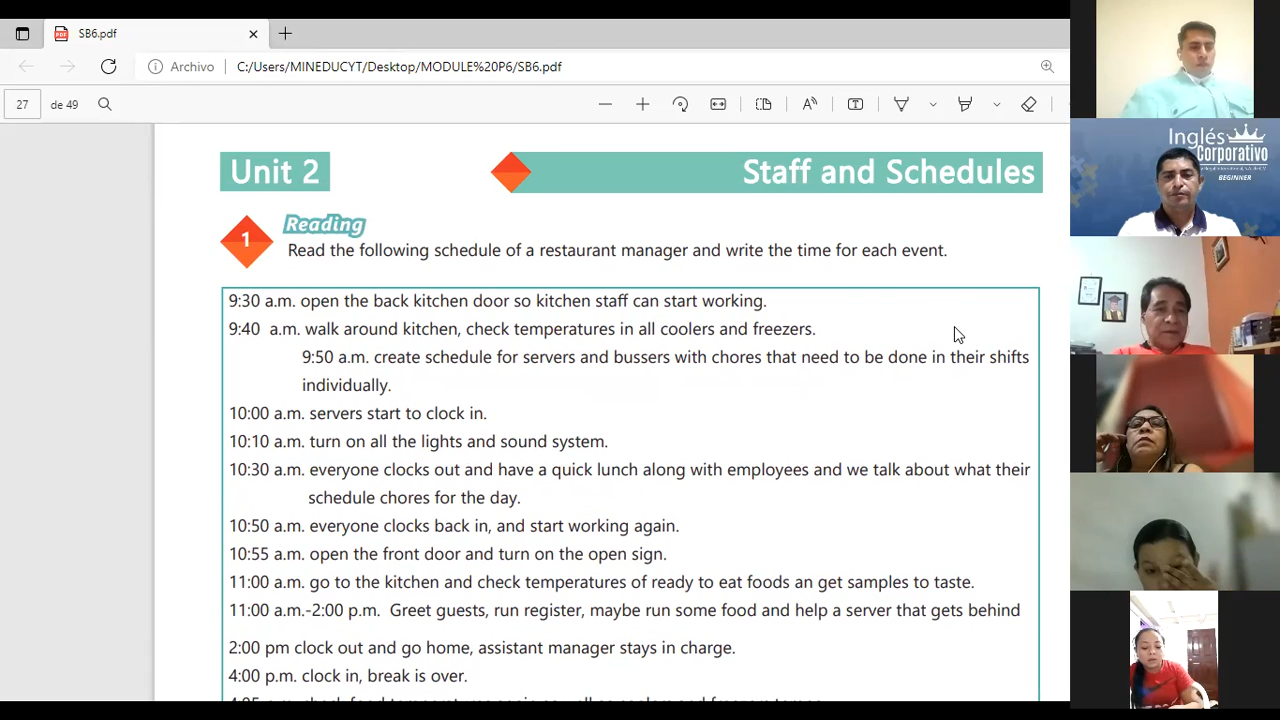 SB6.pdf
Archivo C:/Users/MINEDUCYT/Desktop/MODULE%20P6/SB6.pdf
27 de 49
Unit 2
Staff and Schedules
1
Reading
Read the following schedule of a restaurant manager and write the time for each event.
9:30 a.m. open the back kitchen door so kitchen staff can start working.
9:40 a.m. walk around kitchen, check temperatures in all coolers and freezers.
9:50 a.m. create schedule for servers and bussers with chores that need to be done in their shifts
individually.
10:00 a.m. servers start to clock in.
10:10 a.m. turn on all the lights and sound system.
10:30 a.m. everyone clocks out and have a quick lunch along with employees and we talk about what their
schedule chores for the day.
10:50 a.m. everyone clocks back in, and start working again.
10:55 a.m. open the front door and turn on the open sign.
11:00 a.m. go to the kitchen and check temperatures of ready to eat foods an get samples to taste.
11:00 a.m.-2:00 p.m. Greet guests, run register, maybe run some food and help a server that gets behind
2:00 pm clock out and go home, assistant manager stays in charge.
4:00 p.m. clock in, break is over.
Inglés
Corporativo
BEGINNER